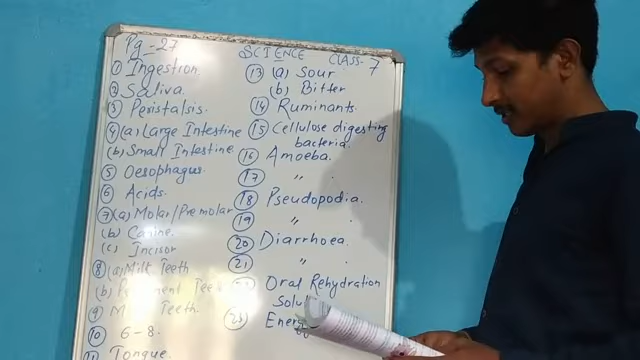 Pg - 27
SCIENCE CLASS- 7
① Ingestion
② Saliva.
③ Peristalsis.
④ (a) Large Intestine
(b) Small Intestine
⑤ Oesophagus.
⑥ Acids.
⑦ (a) Molar/Premolar
(b) Canine
(c) Incisor
⑧ (a) Milk Teeth
(b) Teeth
⑨ Teeth.
⑩ 6-8.
⑪ Tongue.
⑬ (a) Sour
(b) Bitter
⑭ Ruminants.
⑮ Cellulose digesting
bacteria.
⑯ Amoeba.
⑰ " .
⑱ Pseudopodia.
⑲ " .
⑳ Diarrhoea.
㉑ " .
Oral Rehydration
㉓